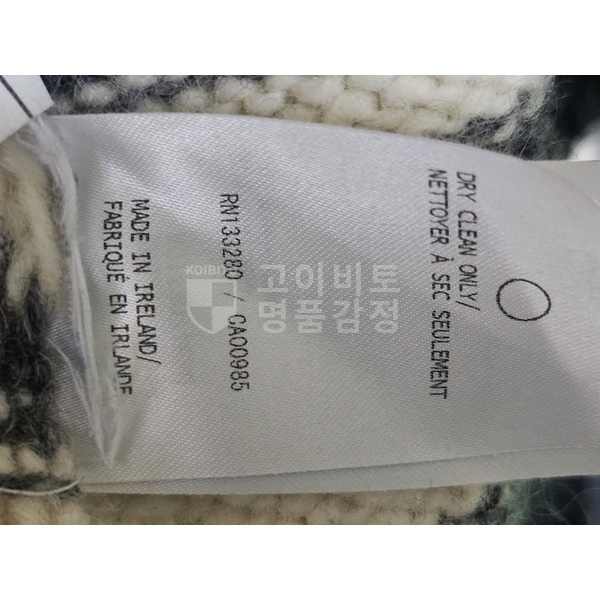 DRY CLEAN ONLY/
NETTOYER À SEC SEULEMENT
RN133280 / CA00985
MADE IN IRELAND/
FABRIQUÉ EN IRLANDE
KOIBITO
고이비토
명품감정